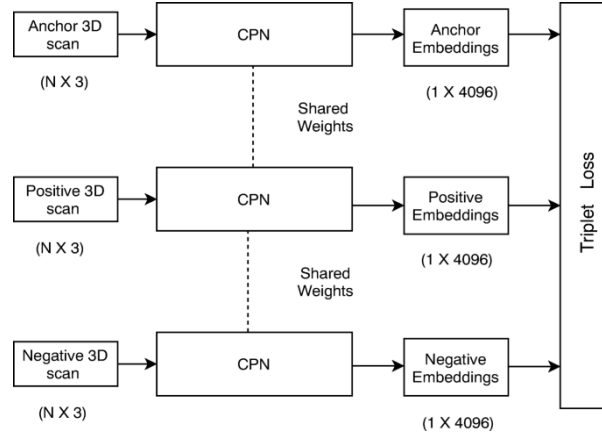 Anchor 3D
scan
(N X 3)
CPN
Anchor
Embeddings
(1 X 4096)
Shared
Weights
Positive 3D
scan
(N X 3)
CPN
Positive
Embeddings
(1 X 4096)
Shared
Weights
Negative 3D
scan
(N X 3)
CPN
Negative
Embeddings
(1 X 4096)
Triplet Loss